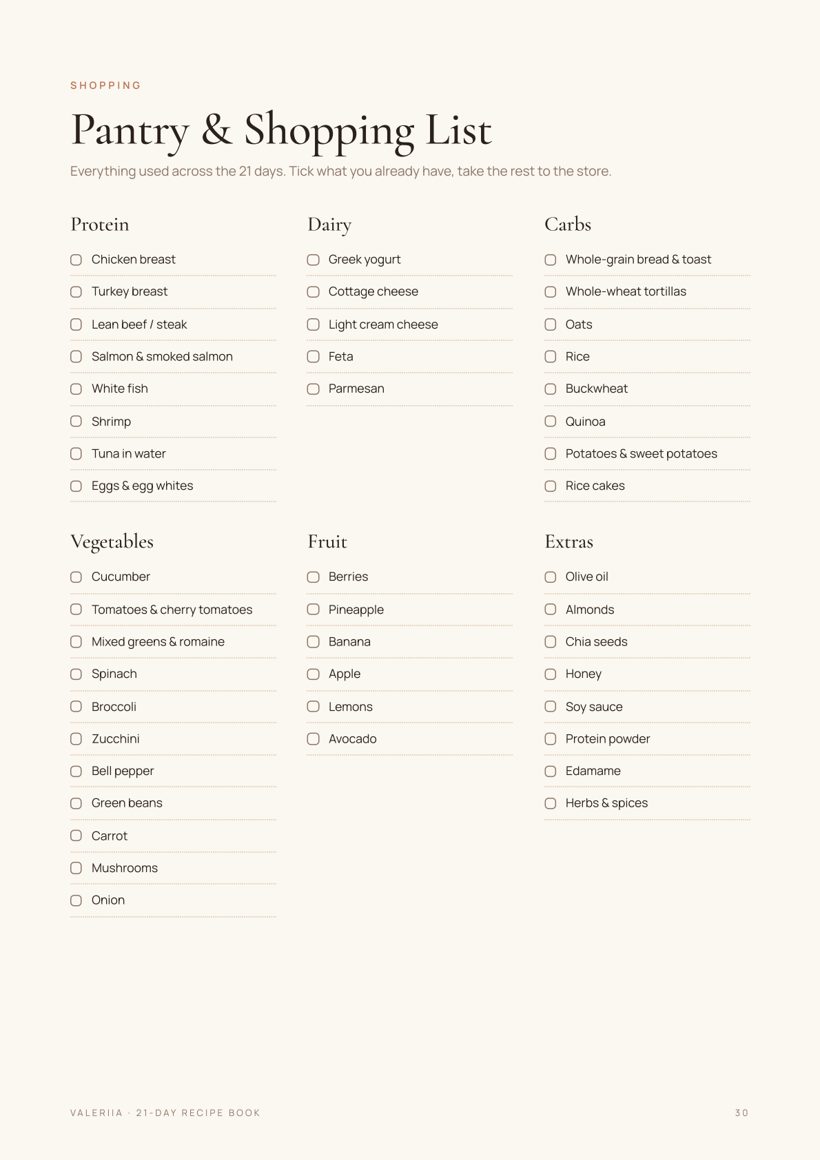 SHOPPING
Pantry & Shopping List
Everything used across the 21 days. Tick what you already have, take the rest to the store.
Protein
Chicken breast
Turkey breast
Lean beef / steak
Salmon & smoked salmon
White fish
Shrimp
Tuna in water
Eggs & egg whites
Dairy
Greek yogurt
Cottage cheese
Light cream cheese
Feta
Parmesan
Carbs
Whole-grain bread & toast
Whole-wheat tortillas
Oats
Rice
Buckwheat
Quinoa
Potatoes & sweet potatoes
Rice cakes
Vegetables
Cucumber
Tomatoes & cherry tomatoes
Mixed greens & romaine
Spinach
Broccoli
Zucchini
Bell pepper
Green beans
Carrot
Mushrooms
Onion
Fruit
Berries
Pineapple
Banana
Apple
Lemons
Avocado
Extras
Olive oil
Almonds
Chia seeds
Honey
Soy sauce
Protein powder
Edamame
Herbs & spices
VALERIIA · 21-DAY RECIPE BOOK
30